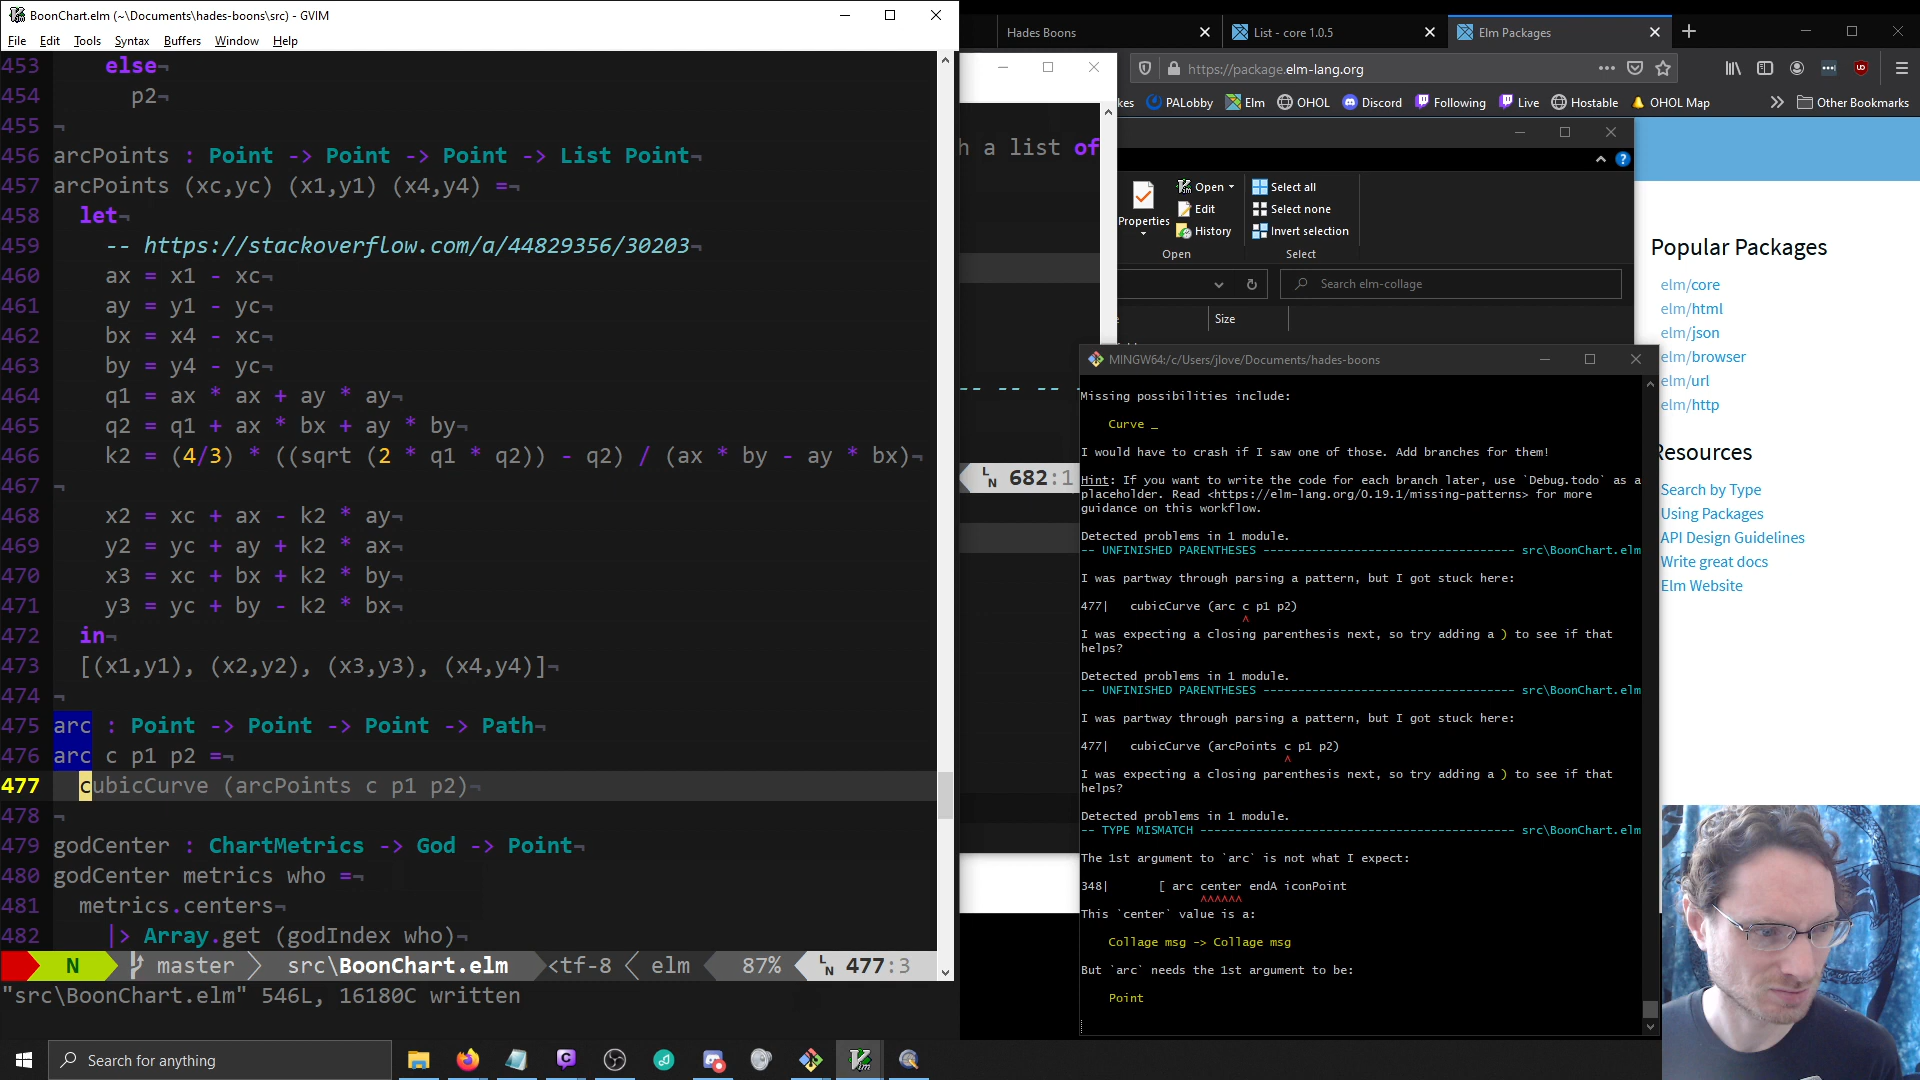 BoonChart.elm (~\Documents\hades-boons\src) - GVIM
File Edit Tools Syntax Buffers Window Help
453 else¬
454 p2¬
455 ¬
456 arcPoints : Point -> Point -> Point -> List Point¬
457 arcPoints (xc,yc) (x1,y1) (x4,y4) =¬
458 let¬
459 -- https://stackoverflow.com/a/44829356/30203¬
460 ax = x1 - xc¬
461 ay = y1 - yc¬
462 bx = x4 - xc¬
463 by = y4 - yc¬
464 q1 = ax * ax + ay * ay¬
465 q2 = q1 + ax * bx + ay * by¬
466 k2 = (4/3) * ((sqrt (2 * q1 * q2)) - q2) / (ax * by - ay * bx)¬
467 ¬
468 x2 = xc + ax - k2 * ay¬
469 y2 = yc + ay + k2 * ax¬
470 x3 = xc + bx + k2 * by¬
471 y3 = yc + by - k2 * bx¬
472 in¬
473 [(x1,y1), (x2,y2), (x3,y3), (x4,y4)]¬
474 ¬
475 arc : Point -> Point -> Point -> Path¬
476 arc c p1 p2 =¬
477 cubicCurve (arcPoints c p1 p2)¬
478 ¬
479 godCenter : ChartMetrics -> God -> Point¬
480 godCenter metrics who =¬
481 metrics.centers¬
482 |> Array.get (godIndex who)¬
N master src\BoonChart.elm <tf-8 elm 87% LN 477:3
"src\BoonChart.elm" 546L, 16180C written
h a list of
-- -- --
LN 682:1
Hades Boons
List - core 1.0.5
Elm Packages
https://package.elm-lang.org
kes PALobby Elm OHOL Discord Following Live Hostable OHOL Map Other Bookmarks
Properties
Open
Edit
History
Open
Select all
Select none
Invert selection
Select
Search elm-collage
Size
Popular Packages
elm/core
elm/html
elm/json
elm/browser
elm/url
elm/http
Resources
Search by Type
Using Packages
API Design Guidelines
Write great docs
Elm Website
MINGW64:/c/Users/jlove/Documents/hades-boons
Missing possibilities include:
Curve _
I would have to crash if I saw one of those. Add branches for them!
Hint: If you want to write the code for each branch later, use `Debug.todo` as a
placeholder. Read <https://elm-lang.org/0.19.1/missing-patterns> for more
guidance on this workflow.
Detected problems in 1 module.
-- UNFINISHED PARENTHESES ------------------------------------ src\BoonChart.elm
I was partway through parsing a pattern, but I got stuck here:
477| cubicCurve (arc c p1 p2)
^
I was expecting a closing parenthesis next, so try adding a ) to see if that
helps?
Detected problems in 1 module.
-- UNFINISHED PARENTHESES ------------------------------------ src\BoonChart.elm
I was partway through parsing a pattern, but I got stuck here:
477| cubicCurve (arcPoints c p1 p2)
^
I was expecting a closing parenthesis next, so try adding a ) to see if that
helps?
Detected problems in 1 module.
-- TYPE MISMATCH --------------------------------------------- src\BoonChart.elm
The 1st argument to `arc` is not what I expect:
348| [ arc center endA iconPoint
^^^^^^
This `center` value is a:
Collage msg -> Collage msg
But `arc` needs the 1st argument to be:
Point
Search for anything